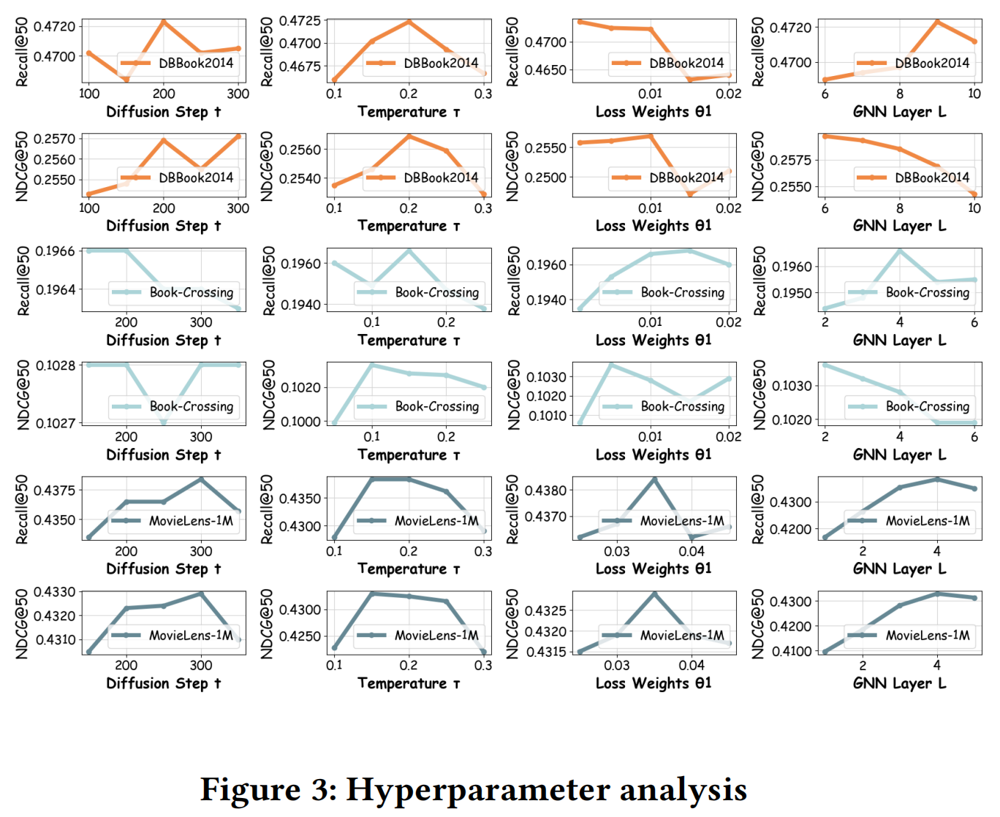 Recall@50
0.4720
0.4700
DBBook2014
100
200
300
Diffusion Step t
Recall@50
0.4725
0.4700
0.4675
DBBook2014
0.1
0.2
0.3
Temperature τ
Recall@50
0.4700
0.4650
DBBook2014
0.01
0.02
Loss Weights θ1
Recall@50
0.4720
0.4700
DBBook2014
6
8
10
GNN Layer L
NDCG@50
0.2570
0.2560
0.2550
DBBook2014
100
200
300
Diffusion Step t
NDCG@50
0.2560
0.2540
DBBook2014
0.1
0.2
0.3
Temperature τ
NDCG@50
0.2550
0.2500
DBBook2014
0.01
0.02
Loss Weights θ1
NDCG@50
0.2575
0.2550
DBBook2014
6
8
10
GNN Layer L
Recall@50
0.1966
0.1964
Book-Crossing
200
300
Diffusion Step t
Recall@50
0.1960
0.1940
Book-Crossing
0.1
0.2
Temperature τ
Recall@50
0.1960
0.1940
Book-Crossing
0.01
0.02
Loss Weights θ1
Recall@50
0.1960
0.1950
Book-Crossing
2
4
6
GNN Layer L
NDCG@50
0.1028
0.1027
Book-Crossing
200
300
Diffusion Step t
NDCG@50
0.1020
0.1000
Book-Crossing
0.1
0.2
Temperature τ
NDCG@50
0.1030
0.1020
0.1010
Book-Crossing
0.01
0.02
Loss Weights θ1
NDCG@50
0.1030
0.1020
Book-Crossing
2
4
6
GNN Layer L
Recall@50
0.4375
0.4350
MovieLens-1M
200
300
Diffusion Step t
Recall@50
0.4350
0.4300
MovieLens-1M
0.1
0.2
0.3
Temperature τ
Recall@50
0.4380
0.4370
MovieLens-1M
0.03
0.04
Loss Weights θ1
Recall@50
0.4300
0.4200
MovieLens-1M
2
4
GNN Layer L
NDCG@50
0.4330
0.4320
0.4310
MovieLens-1M
200
300
Diffusion Step t
NDCG@50
0.4300
0.4250
MovieLens-1M
0.1
0.2
0.3
Temperature τ
NDCG@50
0.4325
0.4320
0.4315
MovieLens-1M
0.03
0.04
Loss Weights θ1
NDCG@50
0.4300
0.4200
0.4100
MovieLens-1M
2
4
GNN Layer L
Figure 3: Hyperparameter analysis